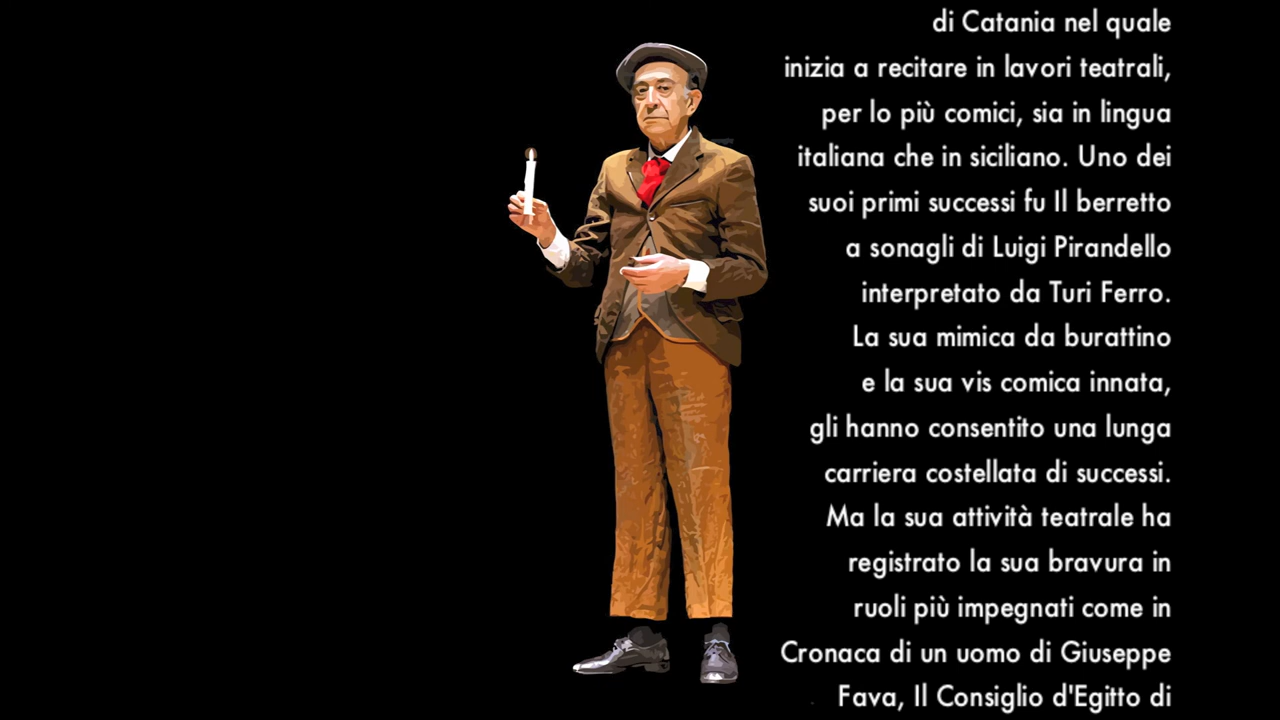 di Catania nel quale
inizia a recitare in lavori teatrali,
per lo più comici, sia in lingua
italiana che in siciliano. Uno dei
suoi primi successi fu Il berretto
a sonagli di Luigi Pirandello
interpretato da Turi Ferro.
La sua mimica da burattino
e la sua vis comica innata,
gli hanno consentito una lunga
carriera costellata di successi.
Ma la sua attività teatrale ha
registrato la sua bravura in
ruoli più impegnati come in
Cronaca di un uomo di Giuseppe
Fava, Il Consiglio d'Egitto di